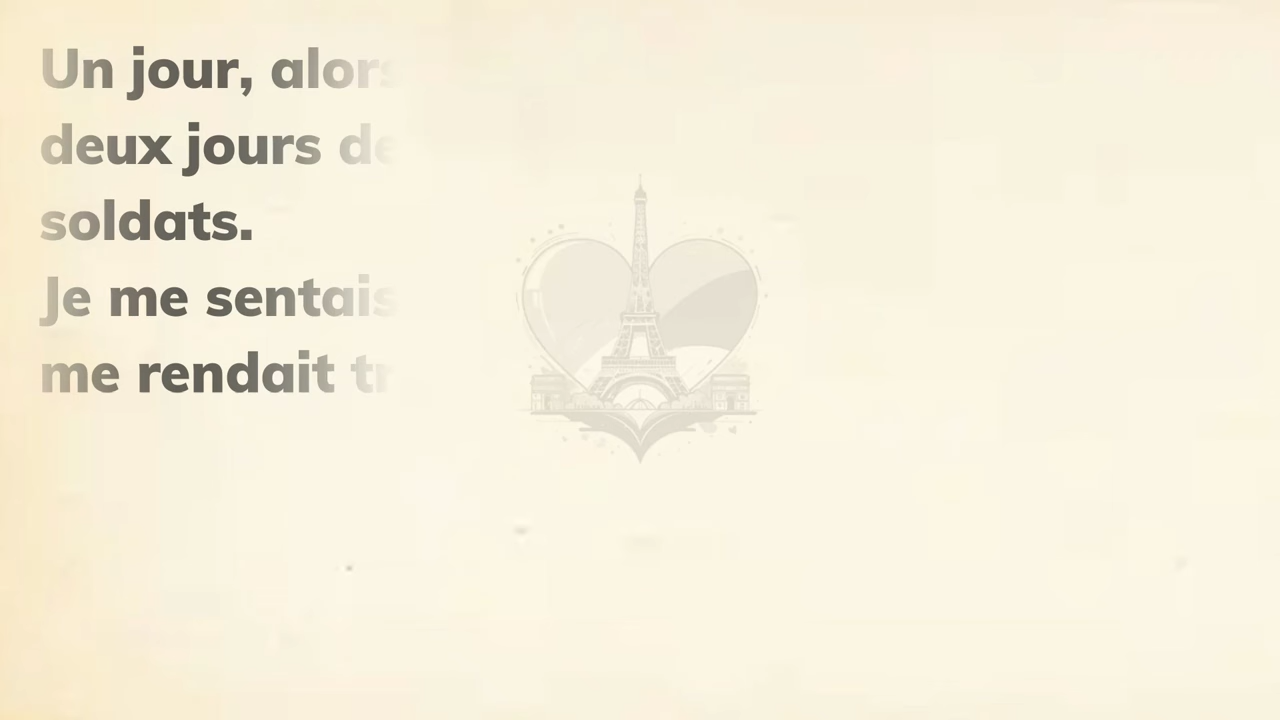 Un jour, alors
deux jours de
soldats.
Je me sentais
me rendait